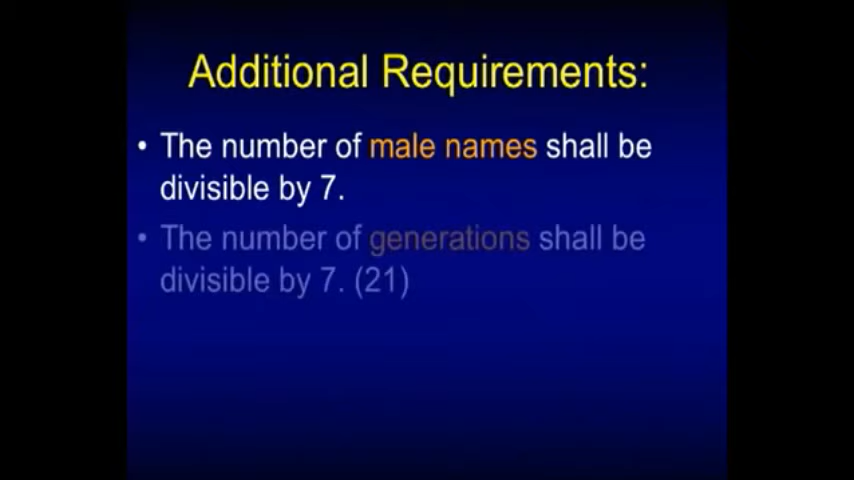 Additional Requirements:
• The number of male names shall be
divisible by 7.
• The number of generations shall be
divisible by 7. (21)